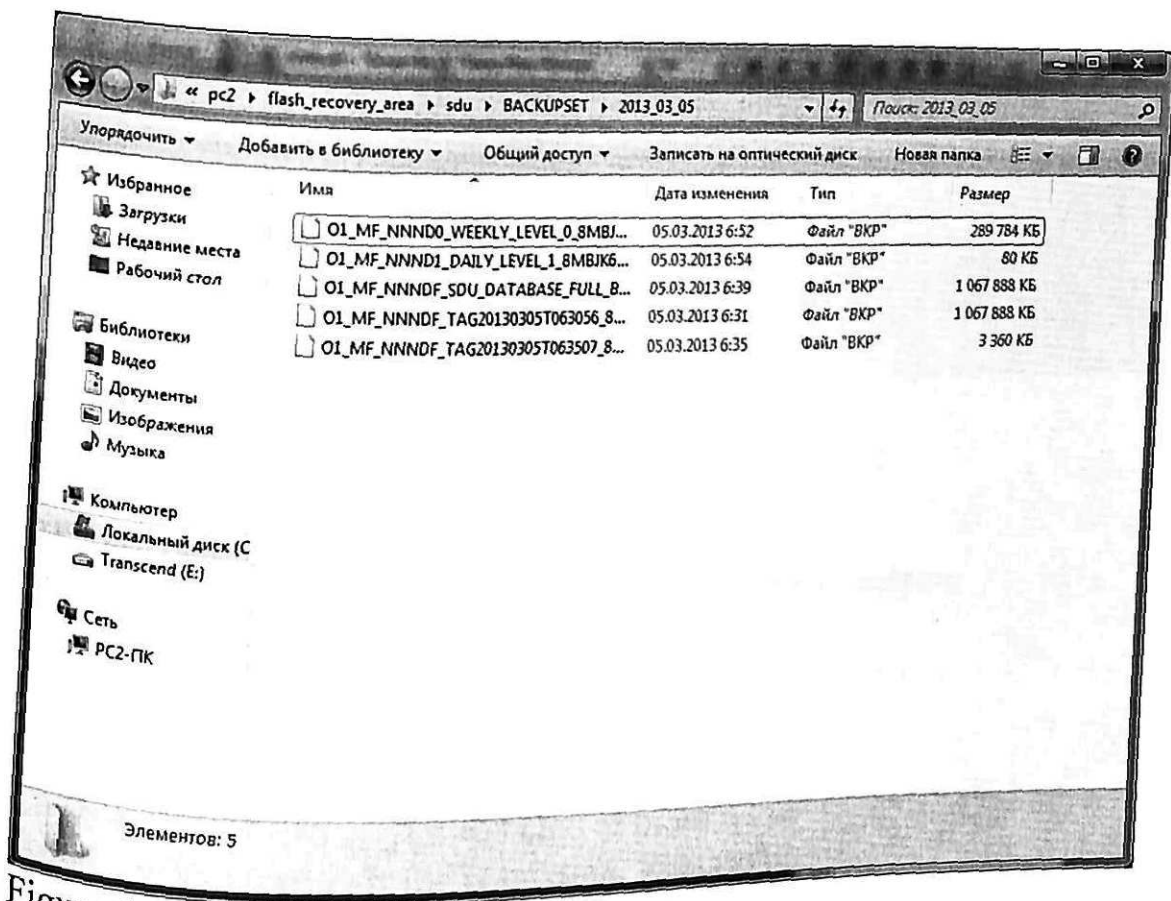 « pc2 ▸ flash_recovery_area ▸ sdu ▸ BACKUPSET ▸ 2013_03_05
Поиск: 2013_03_05
Упорядочить Добавить в библиотеку Общий доступ Записать на оптический диск Новая папка
Избранное
Загрузки
Недавние места
Рабочий стол
Библиотеки
Видео
Документы
Изображения
Музыка
Компьютер
Локальный диск (C
Transcend (E:)
Сеть
PC2-ПК
Имя Дата изменения Тип Размер
O1_MF_NNND0_WEEKLY_LEVEL_0_8MBJ... 05.03.2013 6:52 Файл "BKP" 289 784 КБ
O1_MF_NNND1_DAILY_LEVEL_1_8MBJK6... 05.03.2013 6:54 Файл "BKP" 80 КБ
O1_MF_NNNDF_SDU_DATABASE_FULL_8... 05.03.2013 6:39 Файл "BKP" 1 067 888 КБ
O1_MF_NNNDF_TAG20130305T063056_8... 05.03.2013 6:31 Файл "BKP" 1 067 888 КБ
O1_MF_NNNDF_TAG20130305T063507_8... 05.03.2013 6:35 Файл "BKP" 3 360 КБ
Элементов: 5